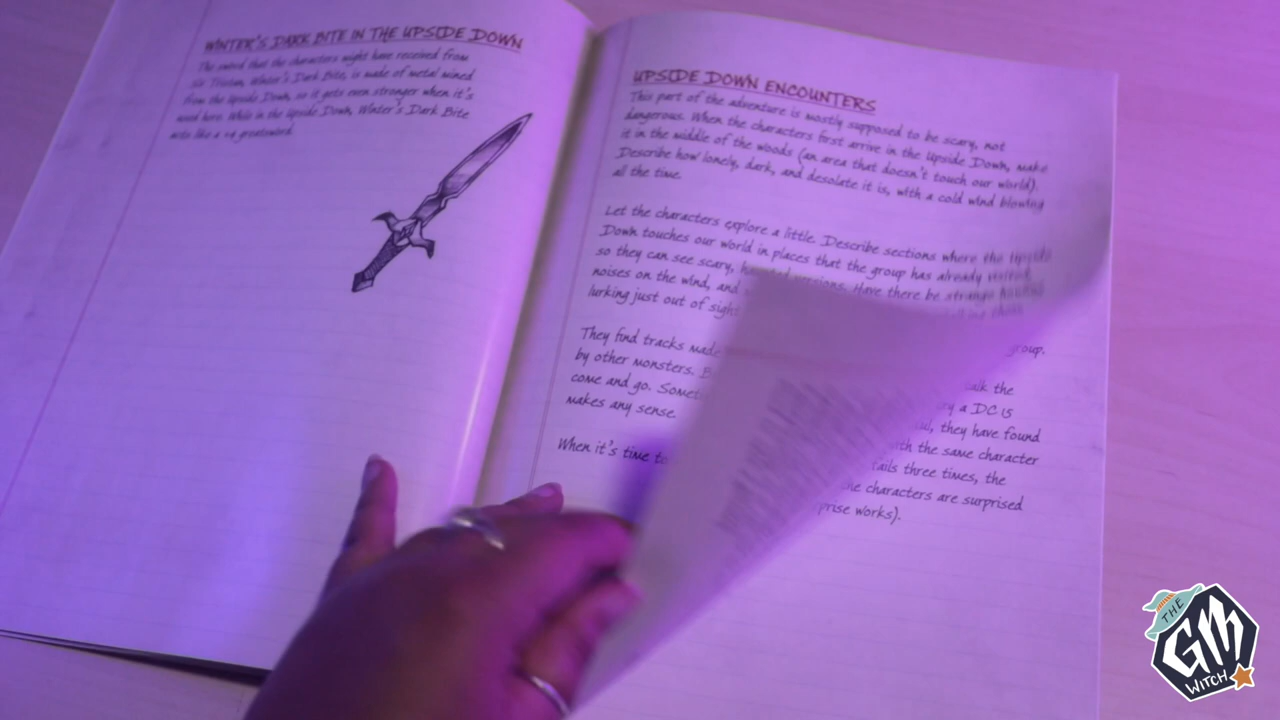 WINTER'S DARK BITE IN THE UPSIDE DOWN
The sword that the characters might have received from
Sir Tristan, Winter's Dark Bite, is made of metal mined
from the Upside Down, so it gets even stronger when it's
used here. While in the Upside Down, Winter's Dark Bite
acts like a greatsword.
UPSIDE DOWN ENCOUNTERS
This part of the adventure is mostly supposed to be scary, not
dangerous. When the characters first arrive in the Upside Down, make
it in the middle of the woods (an area that doesn't touch our world).
Describe how lonely, dark, and desolate it is, with a cold wind blowing
all the time.
Let the characters explore a little. Describe sections where the Upside
Down touches our world in places that the group has already visited,
so they can see scary, versions. Have there be strange
noises on the wind, and
lurking just out of sight
group.
They find tracks made
by other monsters.
walk the
come and go.
a DC is
makes any sense.
they have found
When it's time to
with the same character
fails three times, the
the characters are surprised
works).
THE
GM
WITCH